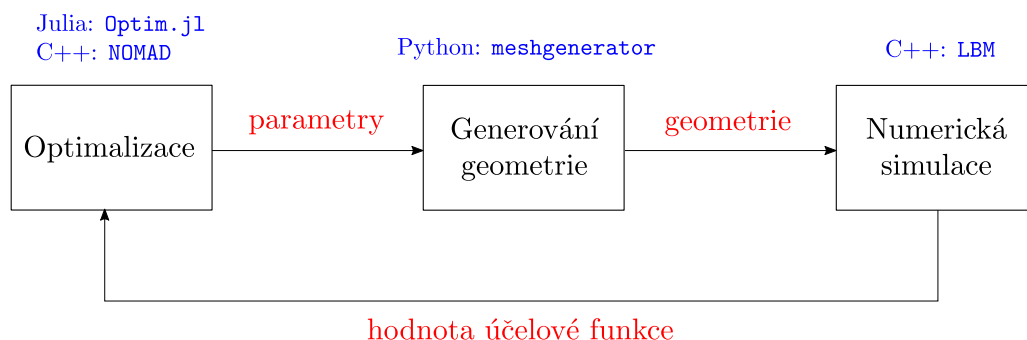 Julia: Optim.jl
C++: NOMAD
Python: meshgenerator
C++: LBM
Optimalizace
parametry
Generování
geometrie
geometrie
Numerická
simulace
hodnota účelové funkce